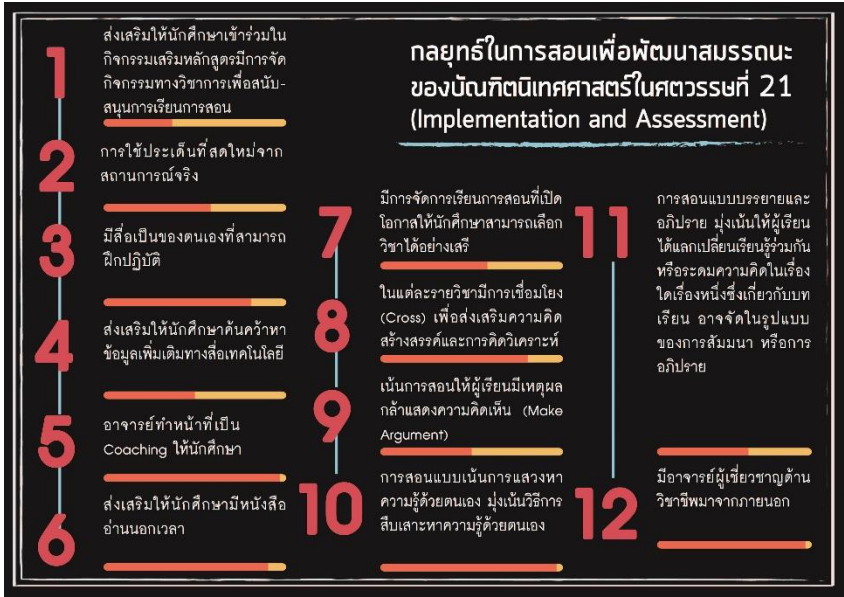 กลยุทธ์ในการสอนเพื่อพัฒนาสมรรถนะ
ของบัณฑิตนิเทศศาสตร์ในศตวรรษที่ 21
(Implementation and Assessment)
1
ส่งเสริมให้นักศึกษาเข้าร่วมใน
กิจกรรมเสริมหลักสูตรมีการจัด
กิจกรรมทางวิชาการเพื่อสนับ-
สนุนการเรียนการสอน
2
การใช้ประเด็นที่สดใหม่จาก
สถานการณ์จริง
3
มีสื่อเป็นของตนเองที่สามารถ
ฝึกปฏิบัติ
4
ส่งเสริมให้นักศึกษาค้นคว้าหา
ข้อมูลเพิ่มเติมทางสื่อเทคโนโลยี
5
อาจารย์ทำหน้าที่เป็น
Coaching ให้นักศึกษา
6
ส่งเสริมให้นักศึกษามีหนังสือ
อ่านนอกเวลา
7
มีการจัดการเรียนการสอนที่เปิด
โอกาสให้นักศึกษาสามารถเลือก
วิชาได้อย่างเสรี
8
ในแต่ละรายวิชามีการเชื่อมโยง
(Cross) เพื่อส่งเสริมความคิด
สร้างสรรค์และการคิดวิเคราะห์
9
เน้นการสอนให้ผู้เรียนมีเหตุผล
กล้าแสดงความคิดเห็น (Make
Argument)
10
การสอนแบบเน้นการแสวงหา
ความรู้ด้วยตนเอง มุ่งเน้นวิธีการ
สืบเสาะหาความรู้ด้วยตนเอง
11
การสอนแบบบรรยายและ
อภิปราย มุ่งเน้นให้ผู้เรียน
ได้แลกเปลี่ยนเรียนรู้ร่วมกัน
หรือระดมความคิดในเรื่อง
ใดเรื่องหนึ่งซึ่งเกี่ยวกับบท
เรียน อาจจัดในรูปแบบ
ของการสัมมนา หรือการ
อภิปราย
12
มีอาจารย์ผู้เชี่ยวชาญด้าน
วิชาชีพมาจากภายนอก